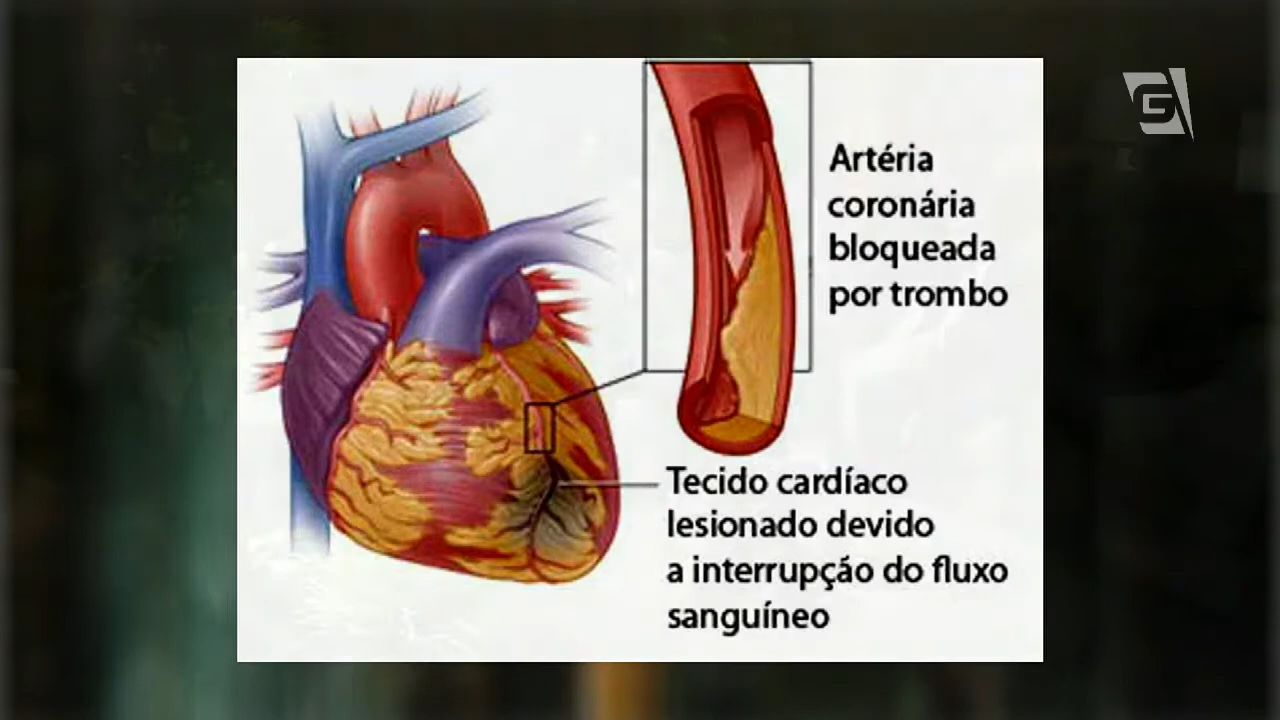 Artéria
coronária
bloqueada
por trombo
Tecido cardíaco
lesionado devido
a interrupção do fluxo
sanguíneo